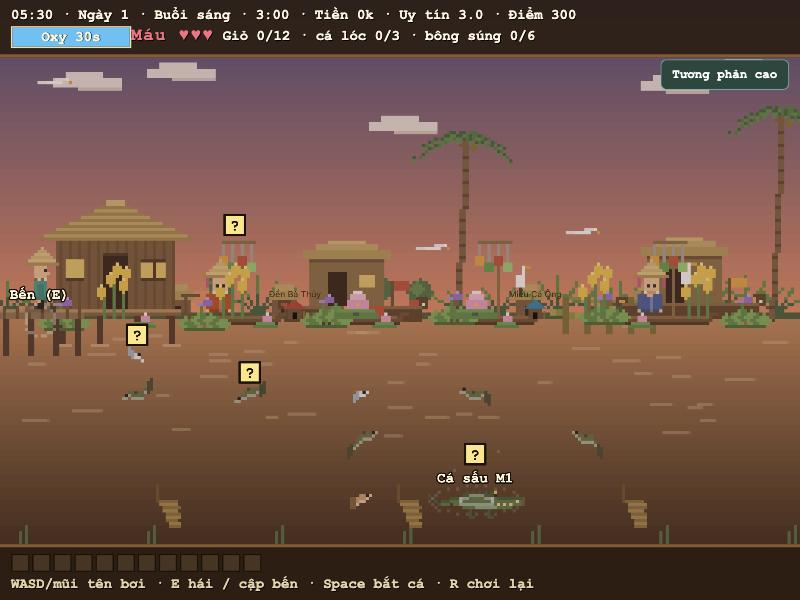 05:30 · Ngày 1 · Buổi sáng · 3:00 · Tiền 0k · Uy tín 3.0 · Điểm 300
Oxy 30s Máu ♥♥♥ Giỏ 0/12 · cá lóc 0/3 · bông súng 0/6
Tương phản cao
?
Bến (E)
Đền Bà Thủy
Miếu Cá Ông
?
?
?
Cá sấu M1
WASD/mũi tên bơi · E hái / cập bến · Space bắt cá · R chơi lại